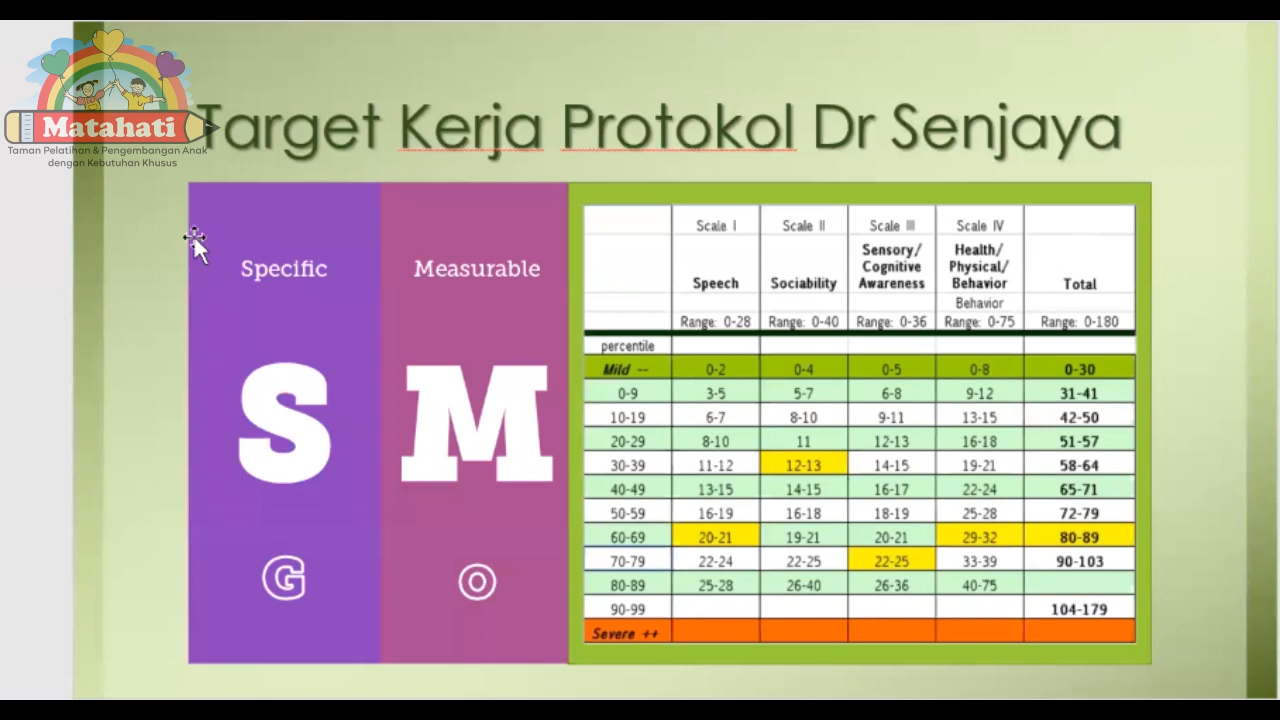 Matahati
Taman Pelatihan & Pengembangan Anak
dengan Kebutuhan Khusus
Target Kerja Protokol Dr Senjaya
Specific
S
G
Measurable
M
O
Scale I Scale II Scale III Scale IV
Speech Sociability Sensory/ Cognitive Awareness Health/ Physical/ Behavior Total
Behavior
Range: 0-28 Range: 0-40 Range: 0-36 Range: 0-75 Range: 0-180
percentile
Mild -- 0-2 0-4 0-5 0-8 0-30
0-9 3-5 5-7 6-8 9-12 31-41
10-19 6-7 8-10 9-11 13-15 42-50
20-29 8-10 11 12-13 16-18 51-57
30-39 11-12 12-13 14-15 19-21 58-64
40-49 13-15 14-15 16-17 22-24 65-71
50-59 16-19 16-18 18-19 25-28 72-79
60-69 20-21 19-21 20-21 29-32 80-89
70-79 22-24 22-25 22-25 33-39 90-103
80-89 25-28 26-40 26-36 40-75
90-99 104-179
Severe ++